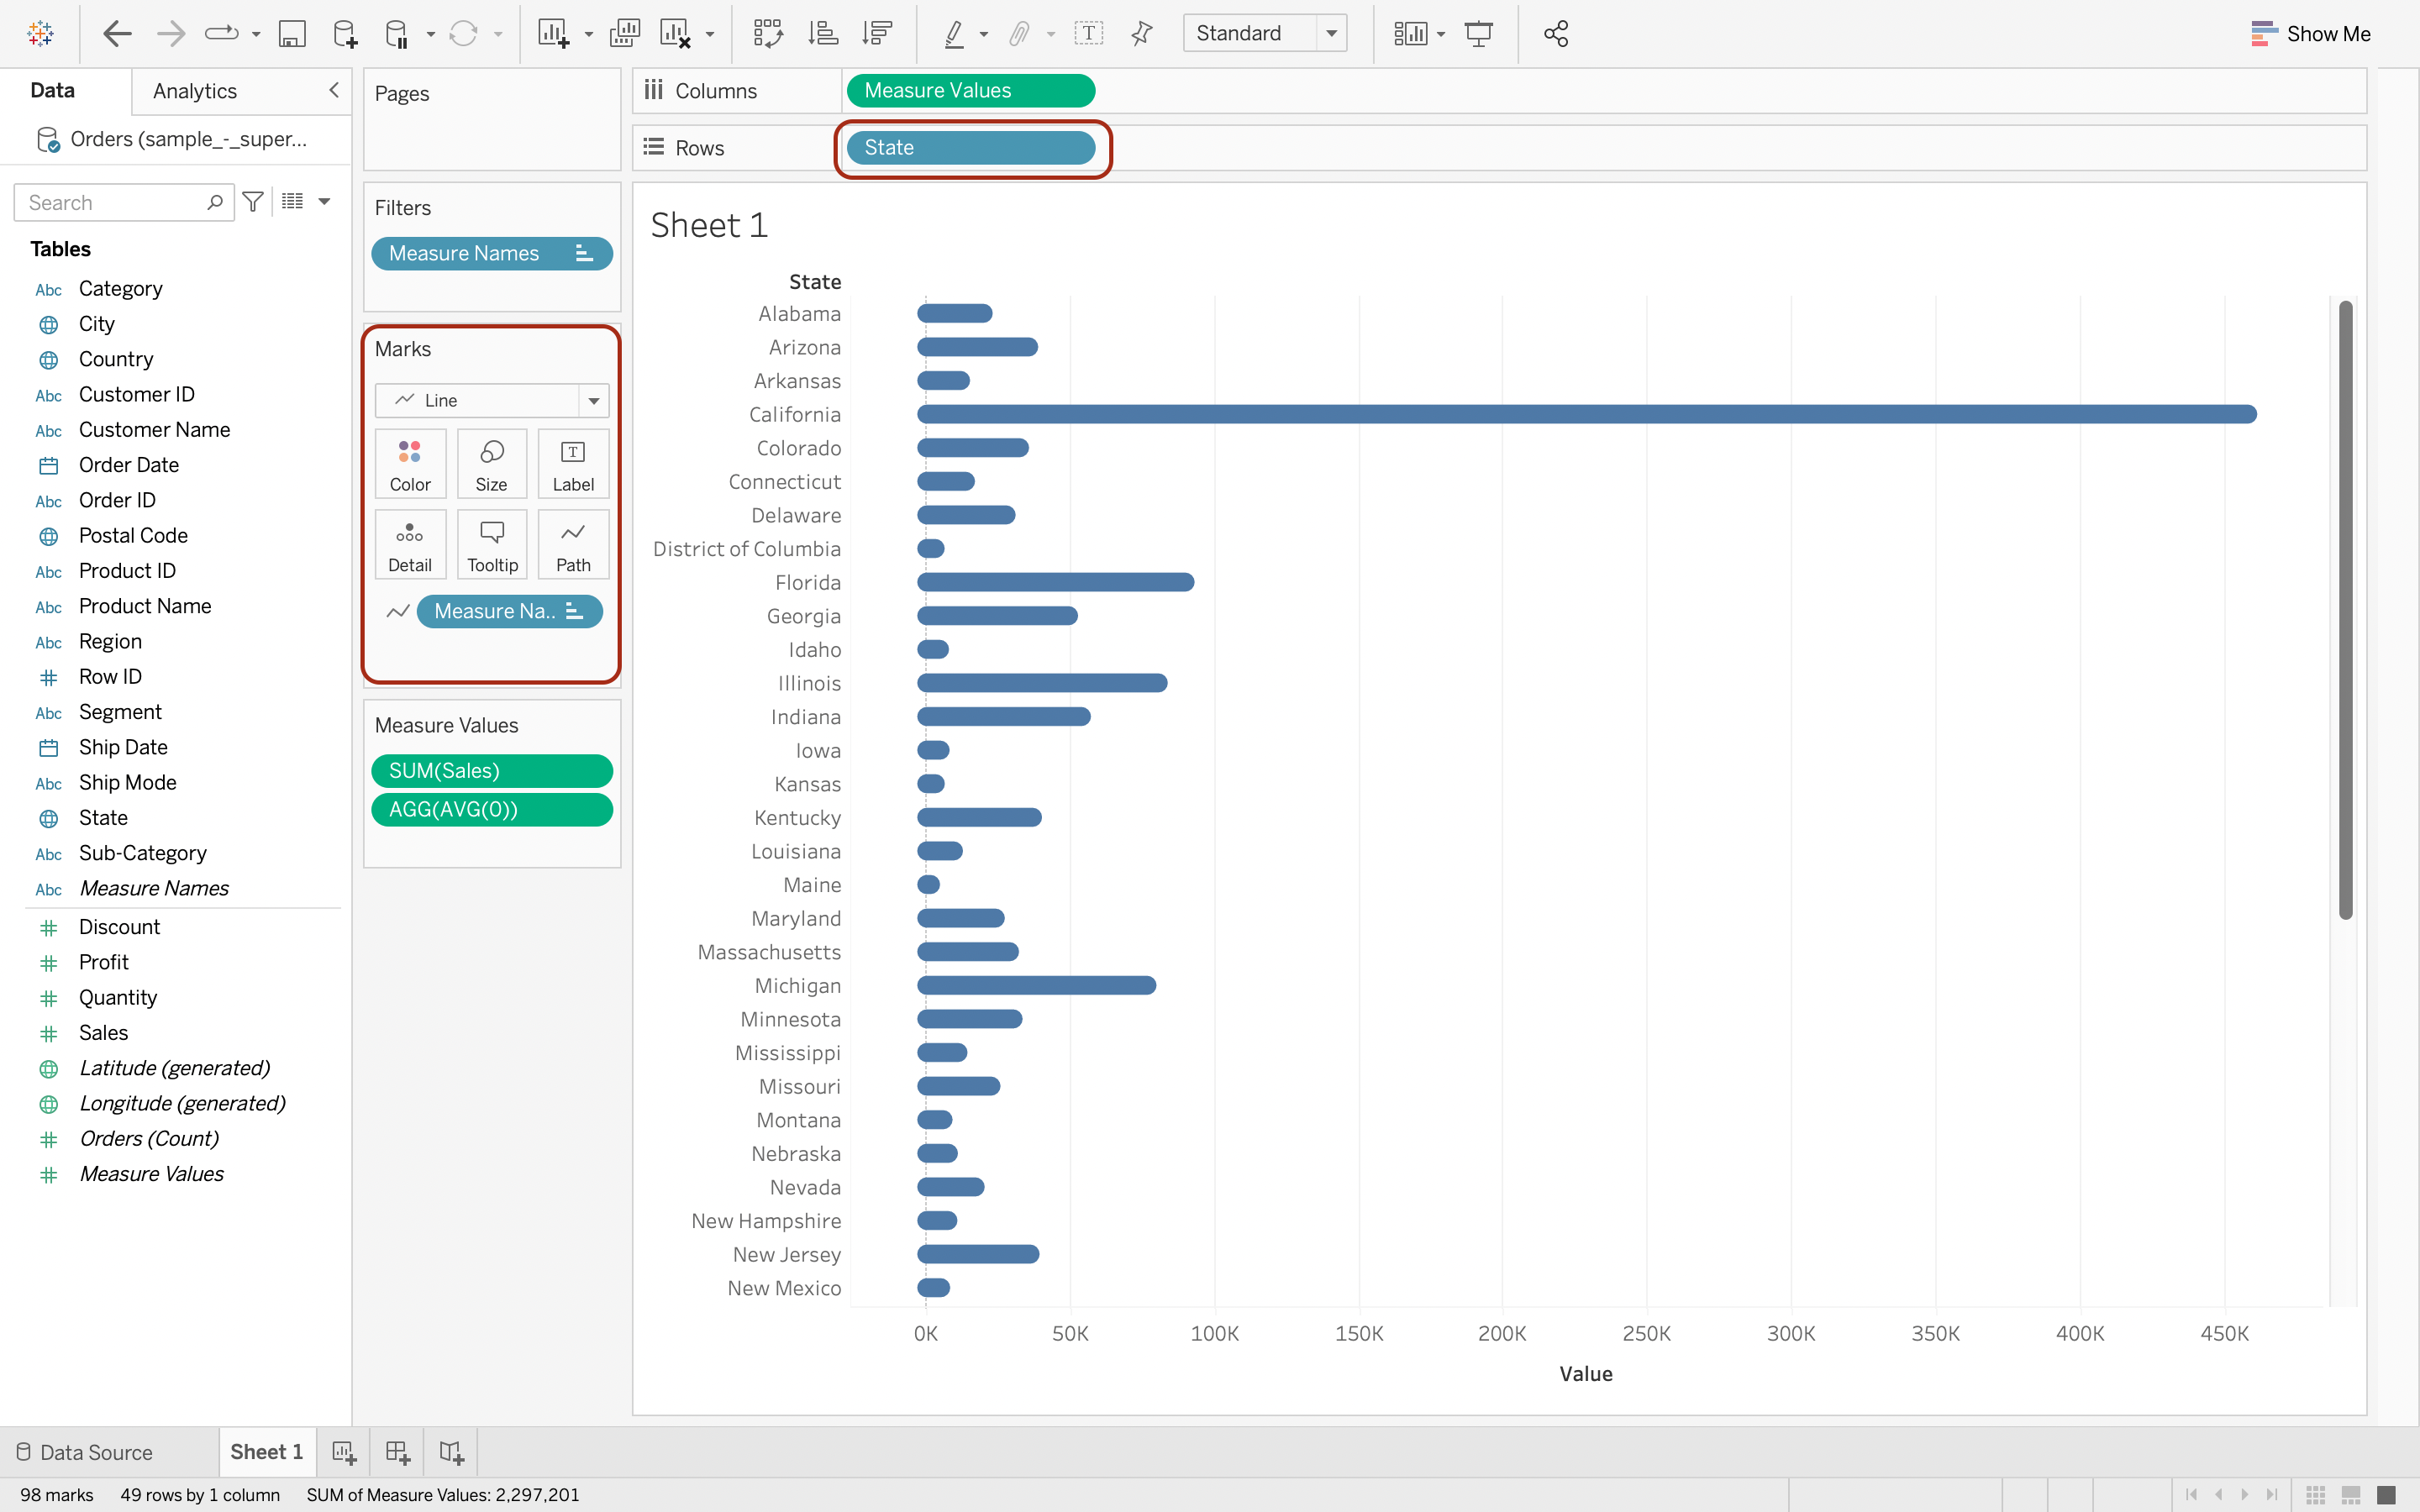 Standard
Show Me
Data
Analytics
Orders (sample_-_super...
Search
Tables
Abc Category
City
Country
Abc Customer ID
Abc Customer Name
Order Date
Abc Order ID
Postal Code
Abc Product ID
Abc Product Name
Abc Region
Row ID
Abc Segment
Ship Date
Abc Ship Mode
State
Abc Sub-Category
Abc Measure Names
Discount
Profit
Quantity
Sales
Latitude (generated)
Longitude (generated)
Orders (Count)
Measure Values
Pages
Filters
Measure Names
Marks
Line
Color Size Label
Detail Tooltip Path
Measure Na..
Measure Values
SUM(Sales)
AGG(AVG(0))
Columns Measure Values
Rows State
Sheet 1
State
Alabama
Arizona
Arkansas
California
Colorado
Connecticut
Delaware
District of Columbia
Florida
Georgia
Idaho
Illinois
Indiana
Iowa
Kansas
Kentucky
Louisiana
Maine
Maryland
Massachusetts
Michigan
Minnesota
Mississippi
Missouri
Montana
Nebraska
Nevada
New Hampshire
New Jersey
New Mexico
0K 50K 100K 150K 200K 250K 300K 350K 400K 450K
Value
Data Source Sheet 1
98 marks 49 rows by 1 column SUM of Measure Values: 2,297,201